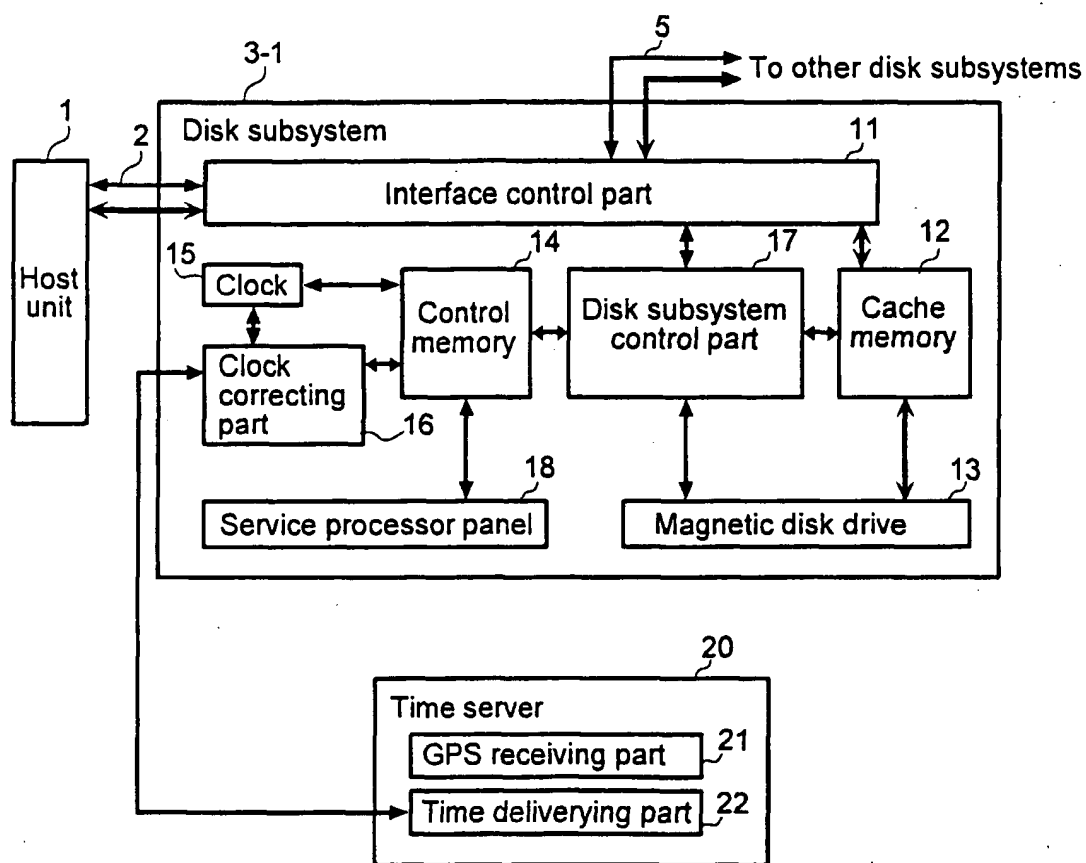 5
3-1
To other disk subsystems
1
2
Disk subsystem
11
Interface control part
Host
unit
15
Clock
14
Control
memory
17
Disk subsystem
control part
12
Cache
memory
Clock
correcting
part
16
18
Service processor panel
13
Magnetic disk drive
20
Time server
GPS receiving part
21
Time deliverying part
22